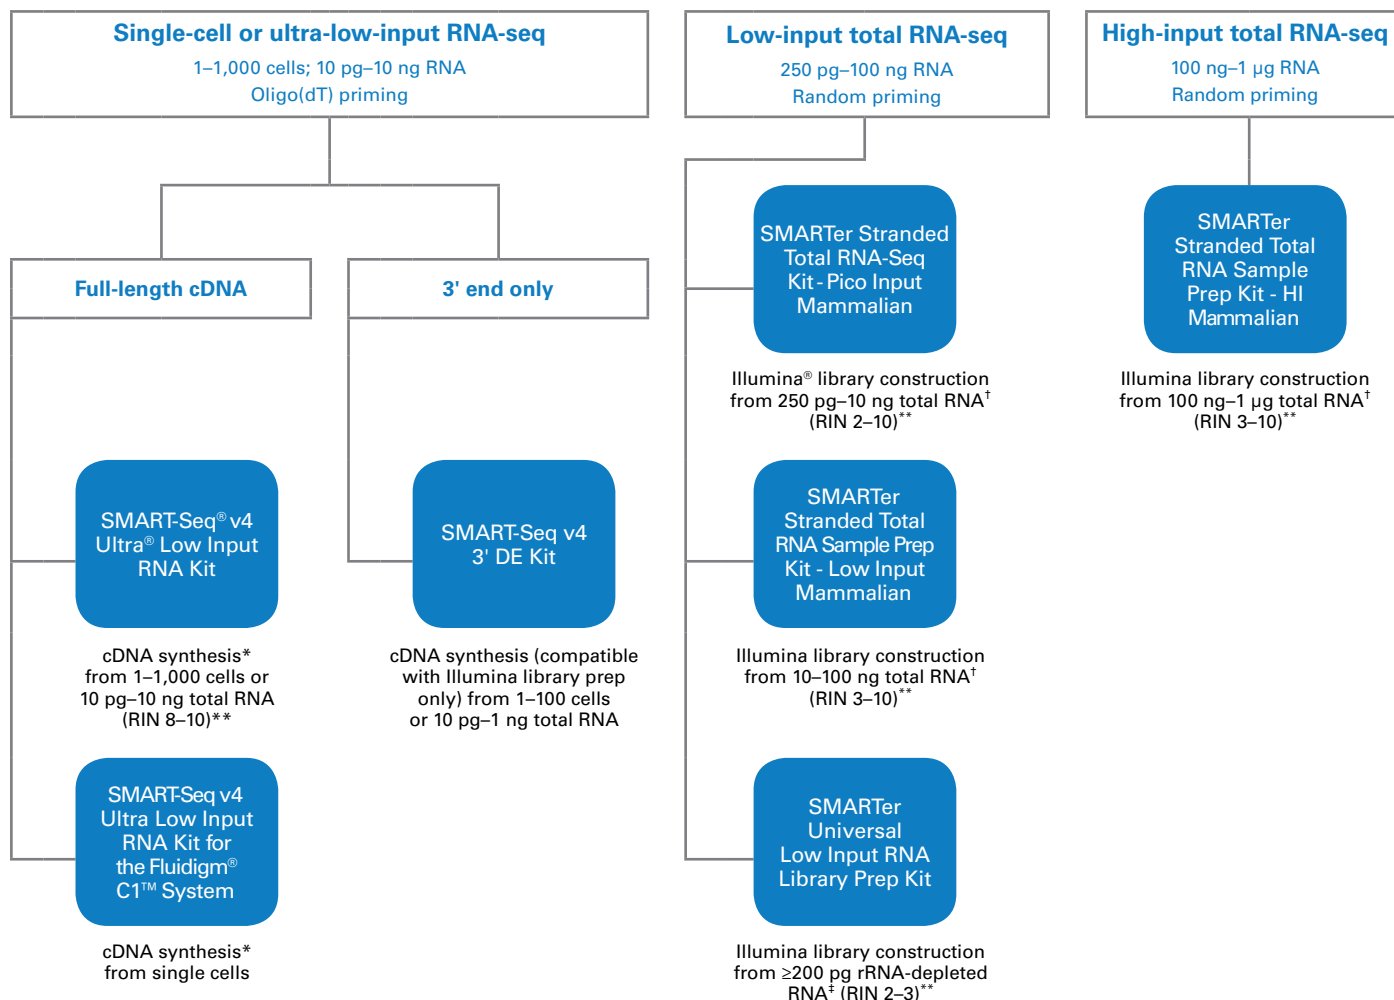 Single-cell or ultra-low-input RNA-seq
1–1,000 cells; 10 pg–10 ng RNA
Oligo(dT) priming
Low-input total RNA-seq
250 pg–100 ng RNA
Random priming
High-input total RNA-seq
100 ng–1 µg RNA
Random priming
Full-length cDNA
3' end only
SMART-Seq® v4
Ultra® Low Input
RNA Kit
cDNA synthesis*
from 1–1,000 cells or
10 pg–10 ng total RNA
(RIN 8–10)**
SMART-Seq v4
Ultra Low Input
RNA Kit for
the Fluidigm®
C1™ System
cDNA synthesis*
from single cells
SMART-Seq v4
3' DE Kit
cDNA synthesis (compatible
with Illumina library prep
only) from 1–100 cells
or 10 pg–1 ng total RNA
SMARTer Stranded
Total RNA-Seq
Kit - Pico Input
Mammalian
Illumina® library construction
from 250 pg–10 ng total RNA†
(RIN 2–10)**
SMARTer
Stranded Total
RNA Sample Prep
Kit - Low Input
Mammalian
Illumina library construction
from 10–100 ng total RNA†
(RIN 3–10)**
SMARTer
Universal
Low Input RNA
Library Prep Kit
Illumina library construction
from ≥200 pg rRNA-depleted
RNA‡ (RIN 2–3)**
SMARTer
Stranded Total
RNA Sample
Prep Kit - HI
Mammalian
Illumina library construction
from 100 ng–1 µg total RNA†
(RIN 3–10)**